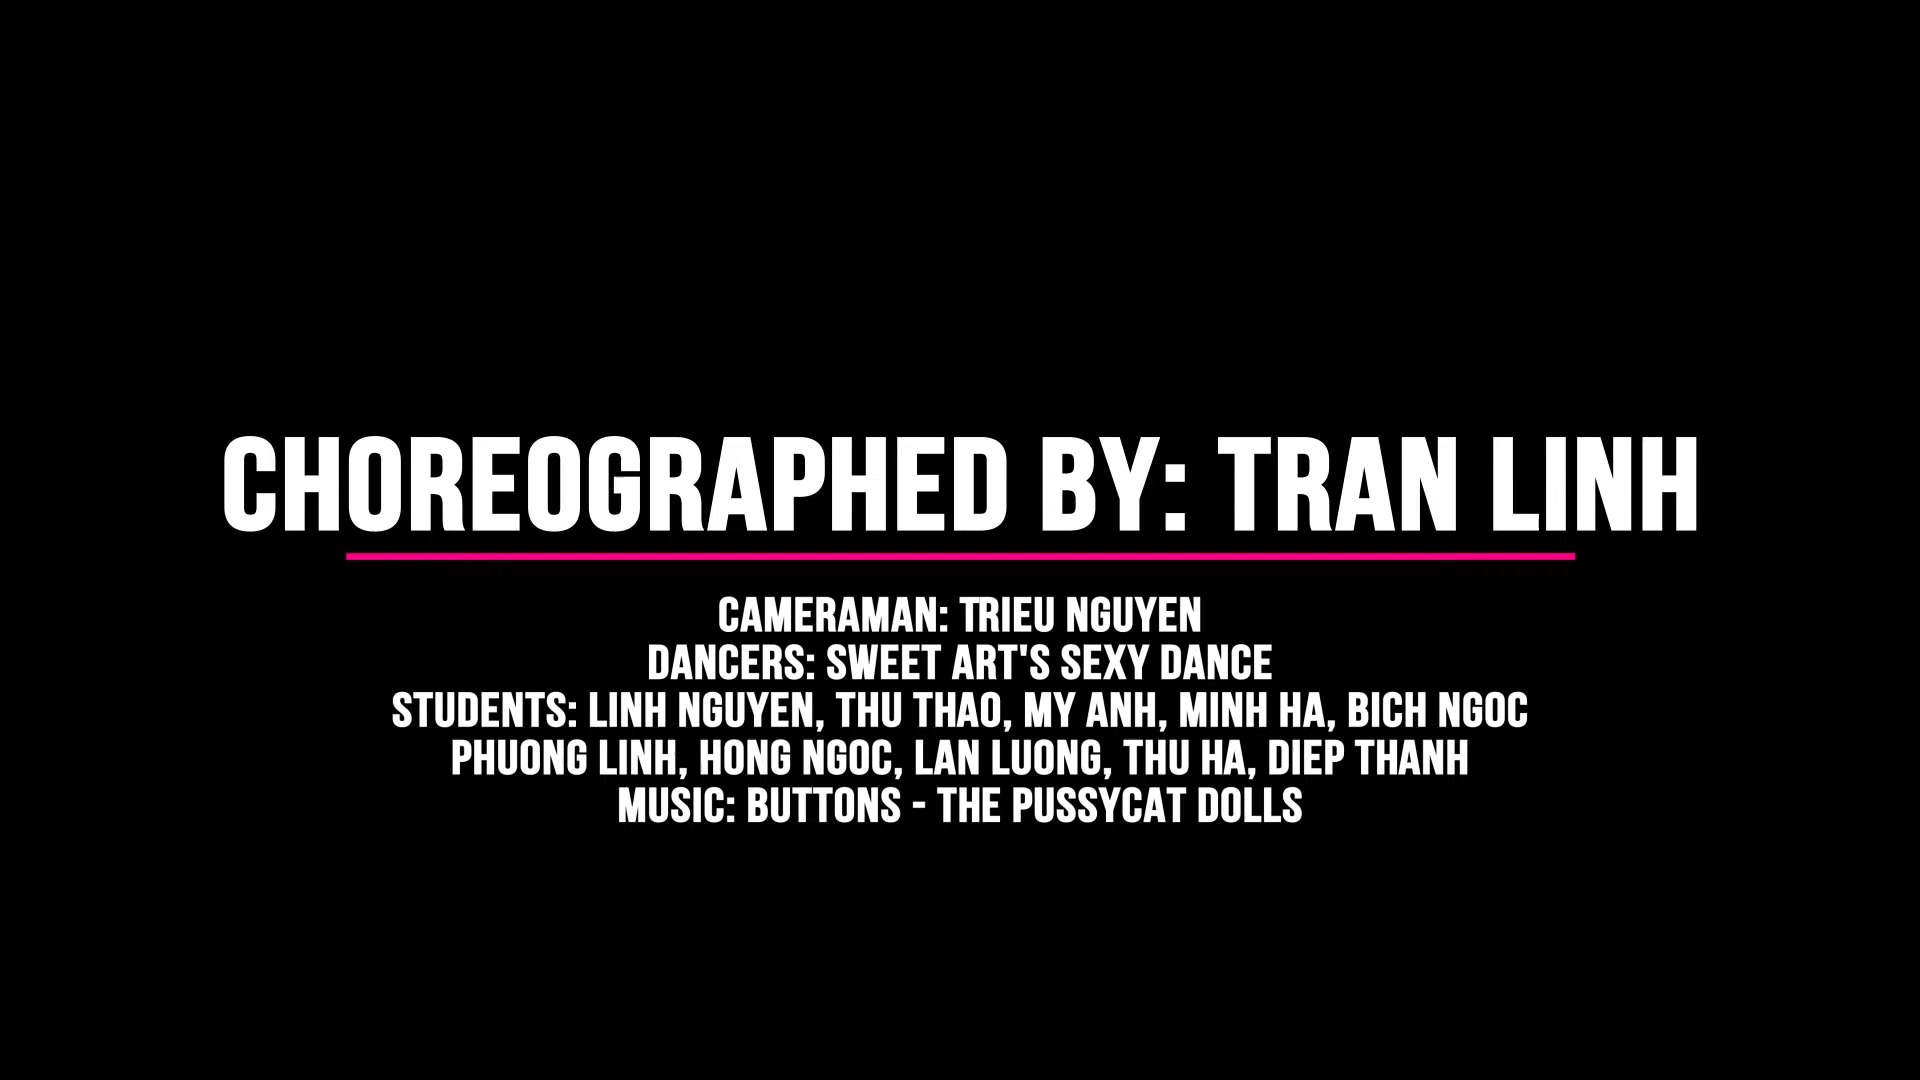 CHOREOGRAPHED BY: TRAN LINH
CAMERAMAN: TRIEU NGUYEN
DANCERS: SWEET ART'S SEXY DANCE
STUDENTS: LINH NGUYEN, THU THAO, MY ANH, MINH HA, BICH NGOC
PHUONG LINH, HONG NGOC, LAN LUONG, THU HA, DIEP THANH
MUSIC: BUTTONS - THE PUSSYCAT DOLLS